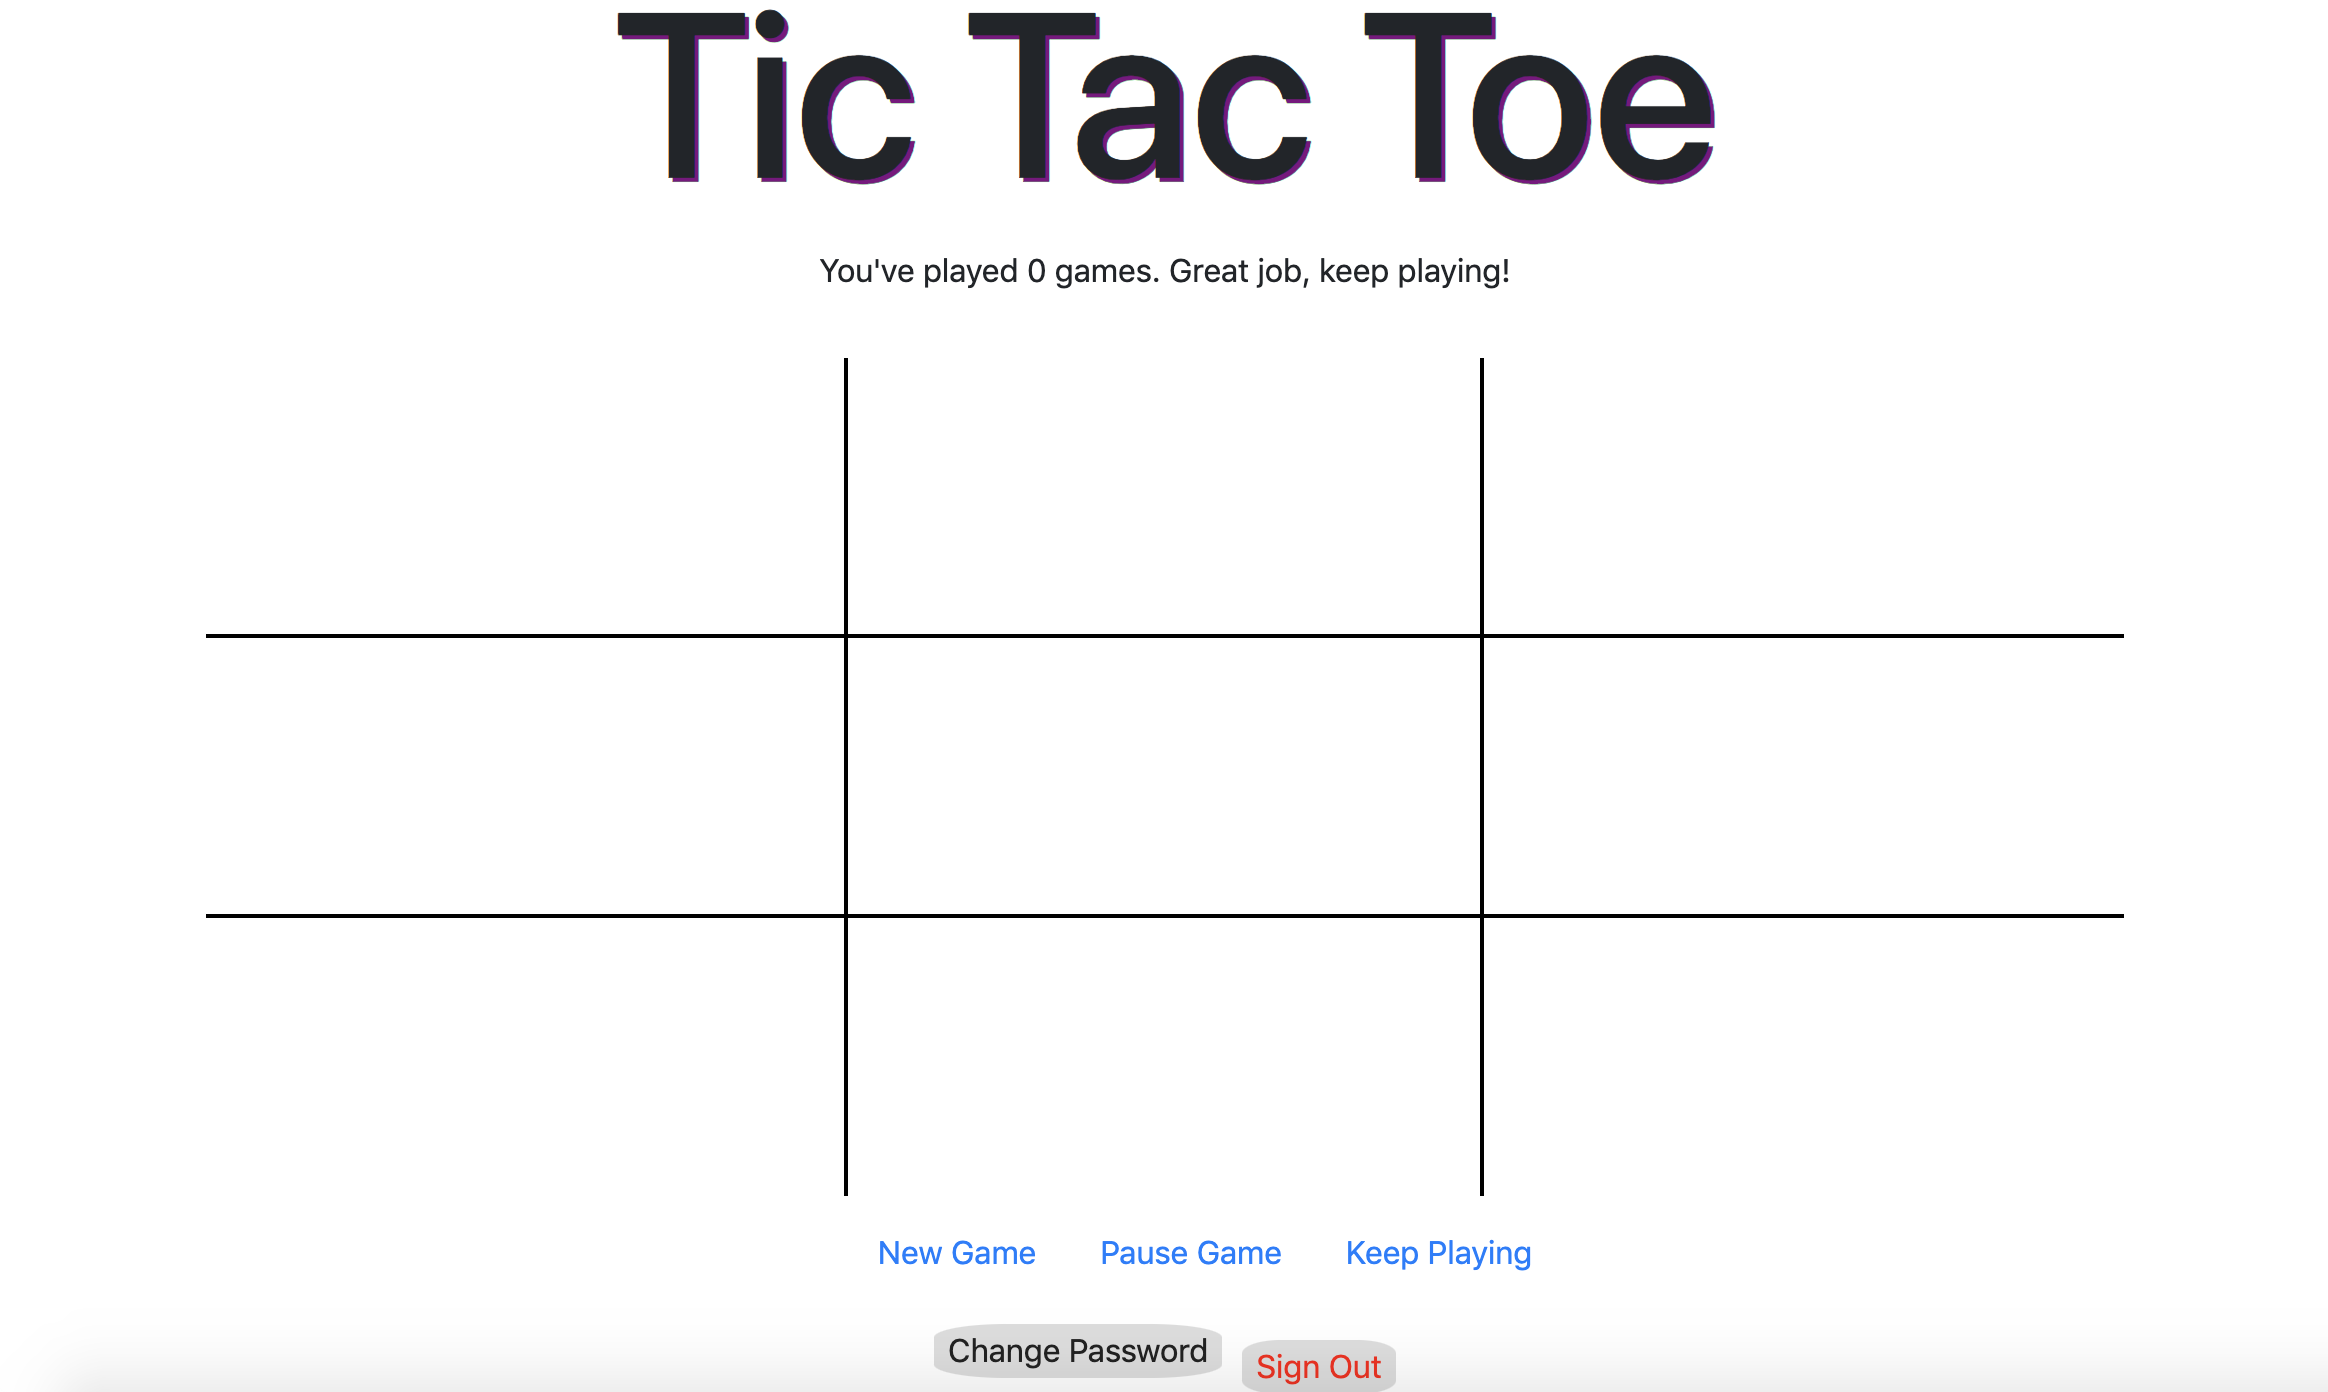 Tic Tac Toe
You've played 0 games. Great job, keep playing!
New Game Pause Game Keep Playing
Change Password Sign Out